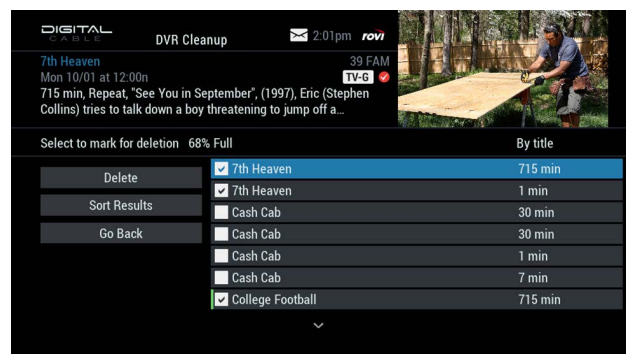 DIGITAL
CABLE
DVR Cleanup
2:01pm rovi
7th Heaven 39 FAM
Mon 10/01 at 12:00n TV-G
715 min, Repeat, "See You in September", (1997), Eric (Stephen
Collins) tries to talk down a boy threatening to jump off a...
Select to mark for deletion 68% Full By title
Delete
Sort Results
Go Back
7th Heaven 715 min
7th Heaven 1 min
Cash Cab 30 min
Cash Cab 30 min
Cash Cab 1 min
Cash Cab 7 min
College Football 715 min